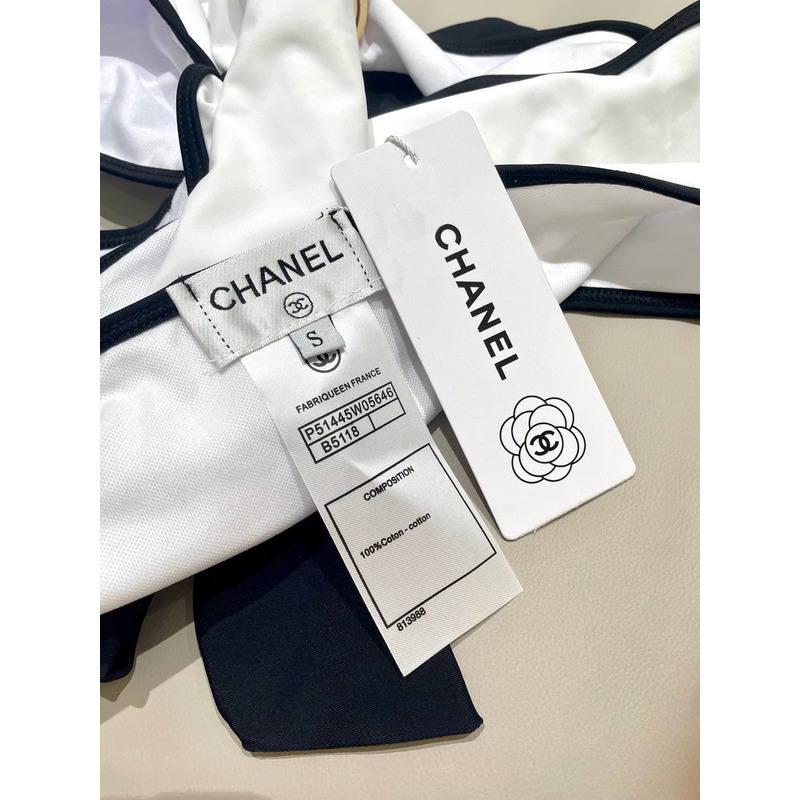 CHANEL
S
FABRIQUEEN FRANCE
P51445W05646
B5118
COMPOSITION
100%Coton - cotton
813988
CHANEL